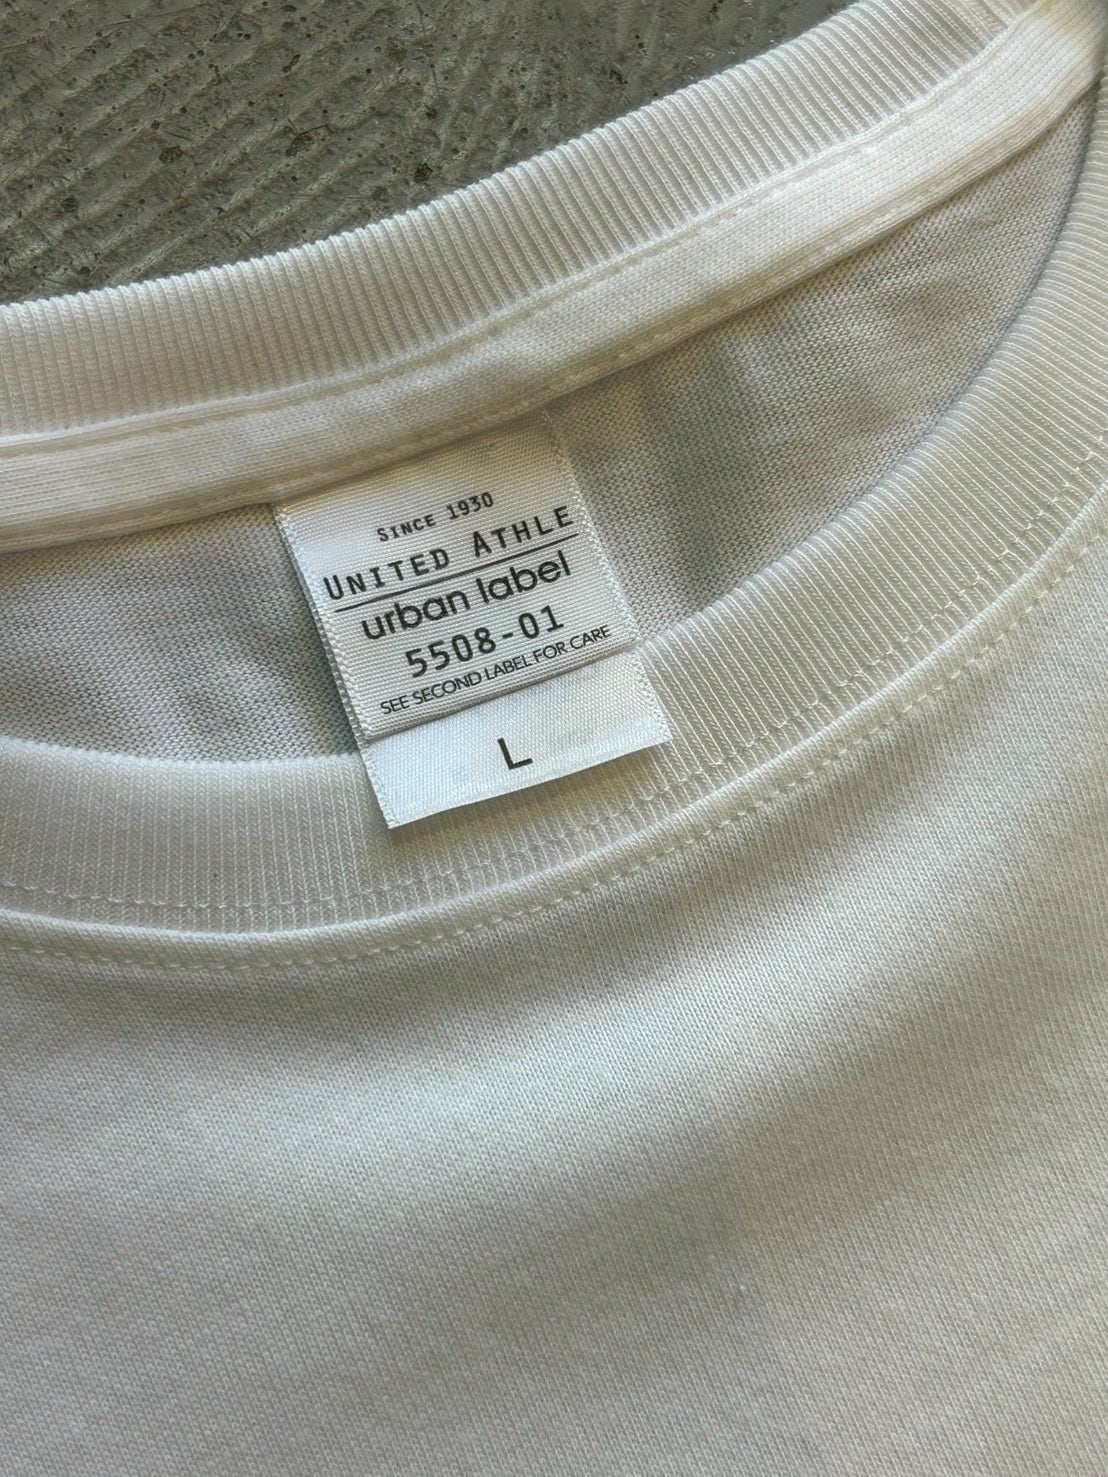 SINCE 1930
UNITED ATHLE
urban label
5508-01
SEE SECOND LABEL FOR CARE
L